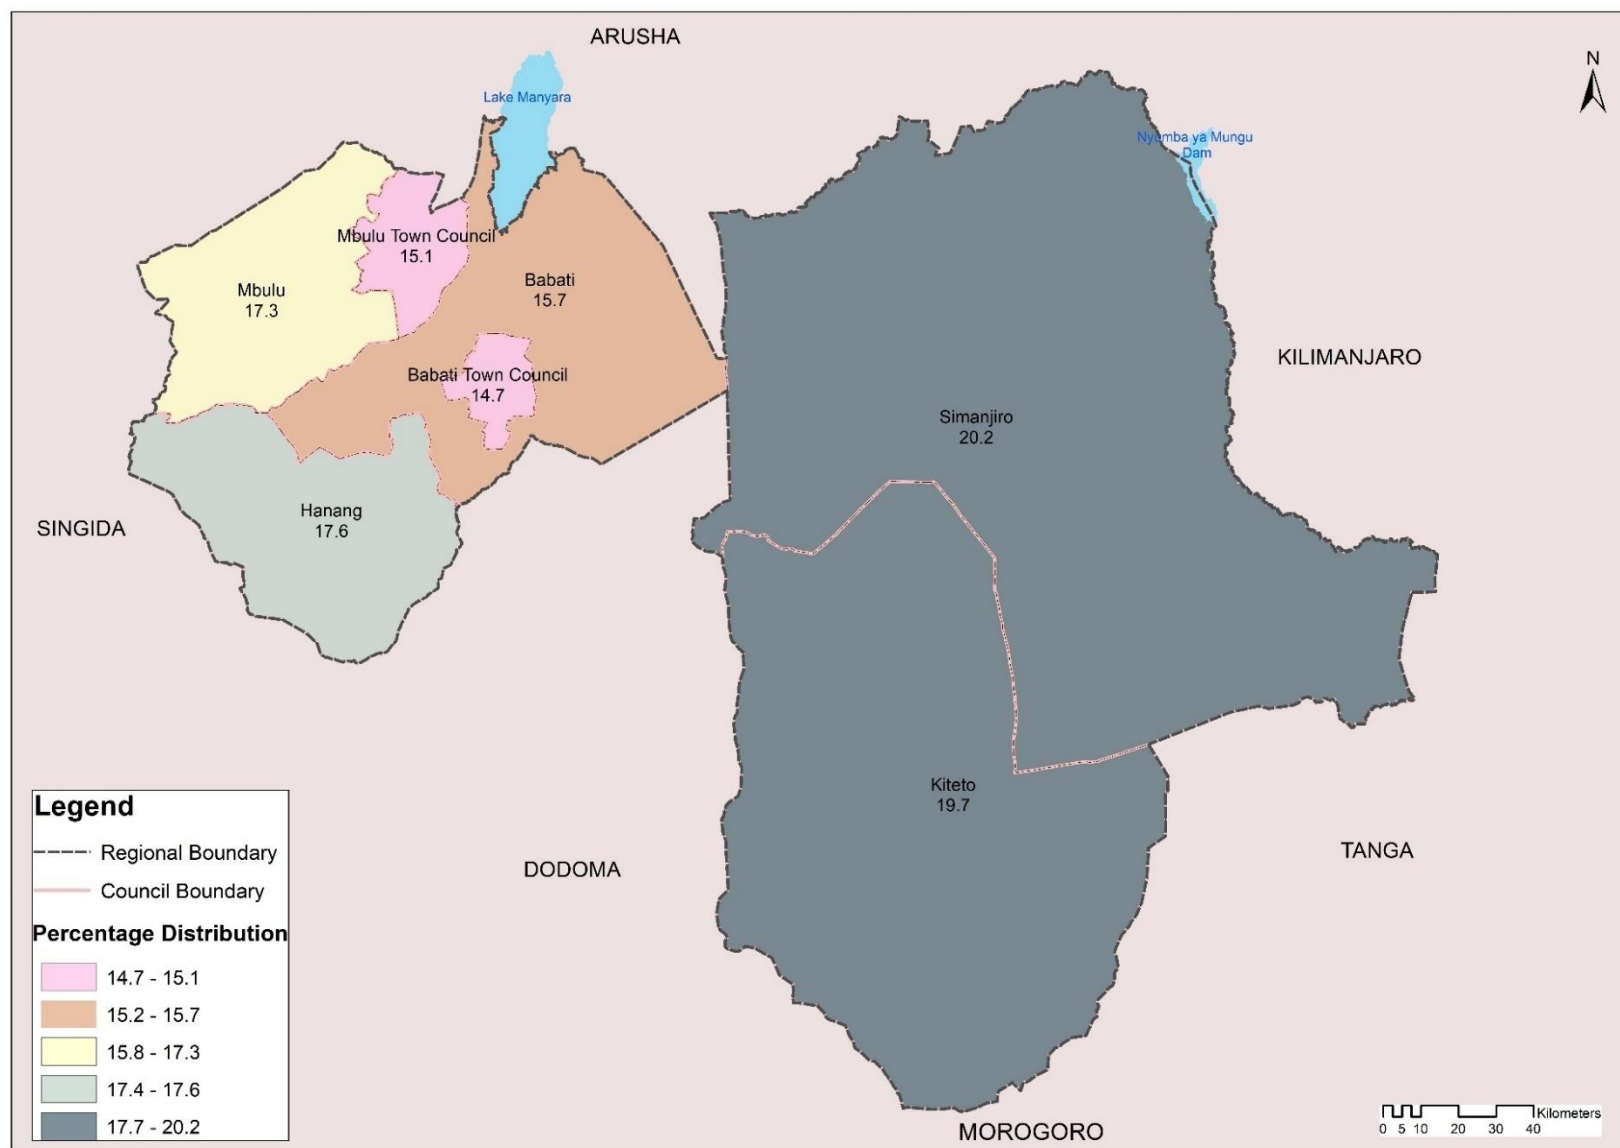 ARUSHA
N
Lake Manyara
Nyumba ya Mungu
Dam
Mbulu Town Council
15.1
Mbulu
17.3
Babati
15.7
KILIMANJARO
Babati Town Council
14.7
Simanjiro
20.2
Hanang
17.6
SINGIDA
Kiteto
19.7
DODOMA
TANGA
MOROGORO
Legend
Regional Boundary
Council Boundary
Percentage Distribution
14.7 - 15.1
15.2 - 15.7
15.8 - 17.3
17.4 - 17.6
17.7 - 20.2
Kilometers
0 5 10 20 30 40